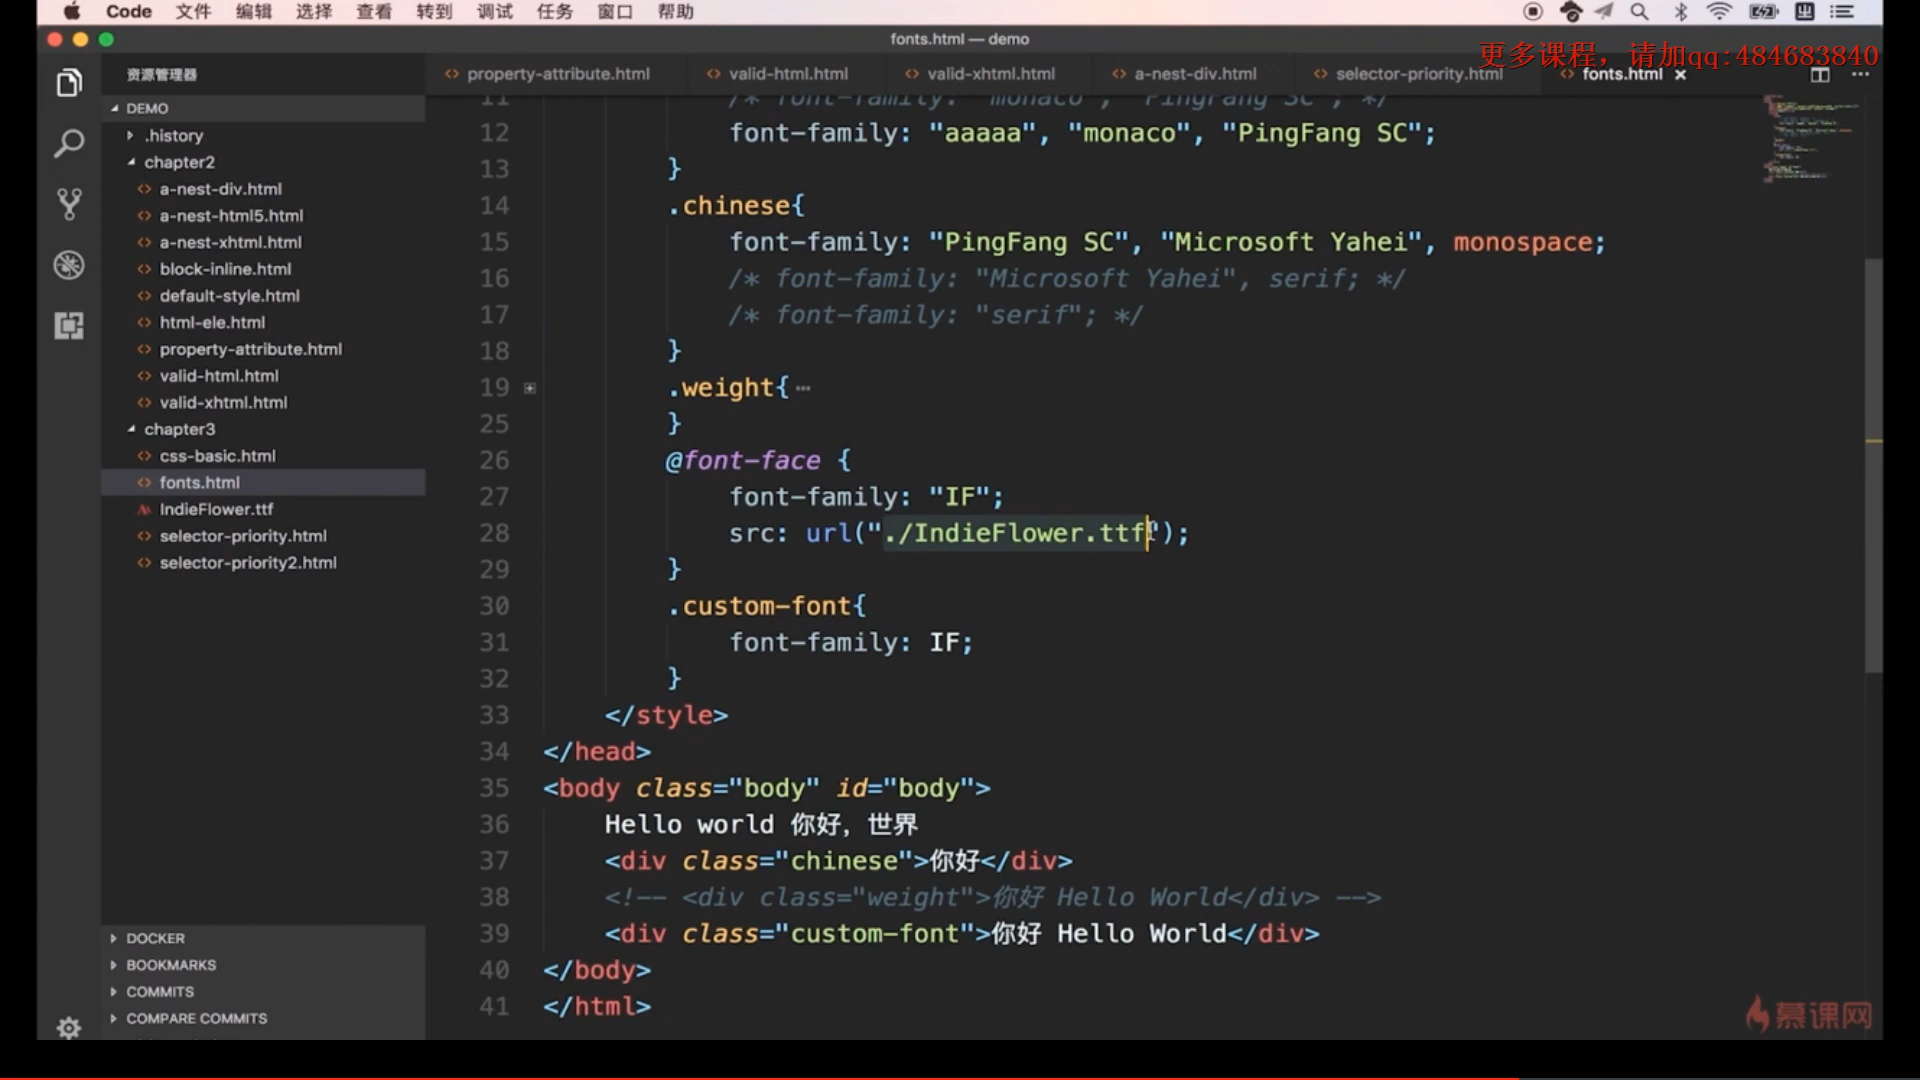 Code 文件 编辑 选择 查看 转到 调试 任务 窗口 帮助
fonts.html — demo
更多课程，请加qq:484683840
资源管理器
property-attribute.html valid-html.html valid-xhtml.html a-nest-div.html selector-priority.html fonts.html
DEMO
.history
chapter2
a-nest-div.html
a-nest-html5.html
a-nest-xhtml.html
block-inline.html
default-style.html
html-ele.html
property-attribute.html
valid-html.html
valid-xhtml.html
chapter3
css-basic.html
fonts.html
IndieFlower.ttf
selector-priority.html
selector-priority2.html
DOCKER
BOOKMARKS
COMMITS
COMPARE COMMITS
11 /* font-family: "monaco", "PingFang SC"; */
12 font-family: "aaaaa", "monaco", "PingFang SC";
13 }
14 .chinese{
15 font-family: "PingFang SC", "Microsoft Yahei", monospace;
16 /* font-family: "Microsoft Yahei", serif; */
17 /* font-family: "serif"; */
18 }
19 .weight{ ⋯
25 }
26 @font-face {
27 font-family: "IF";
28 src: url("./IndieFlower.ttf");
29 }
30 .custom-font{
31 font-family: IF;
32 }
33 </style>
34 </head>
35 <body class="body" id="body">
36 Hello world 你好，世界
37 <div class="chinese">你好</div>
38 <!-- <div class="weight">你好 Hello World</div> -->
39 <div class="custom-font">你好 Hello World</div>
40 </body>
41 </html>
慕课网